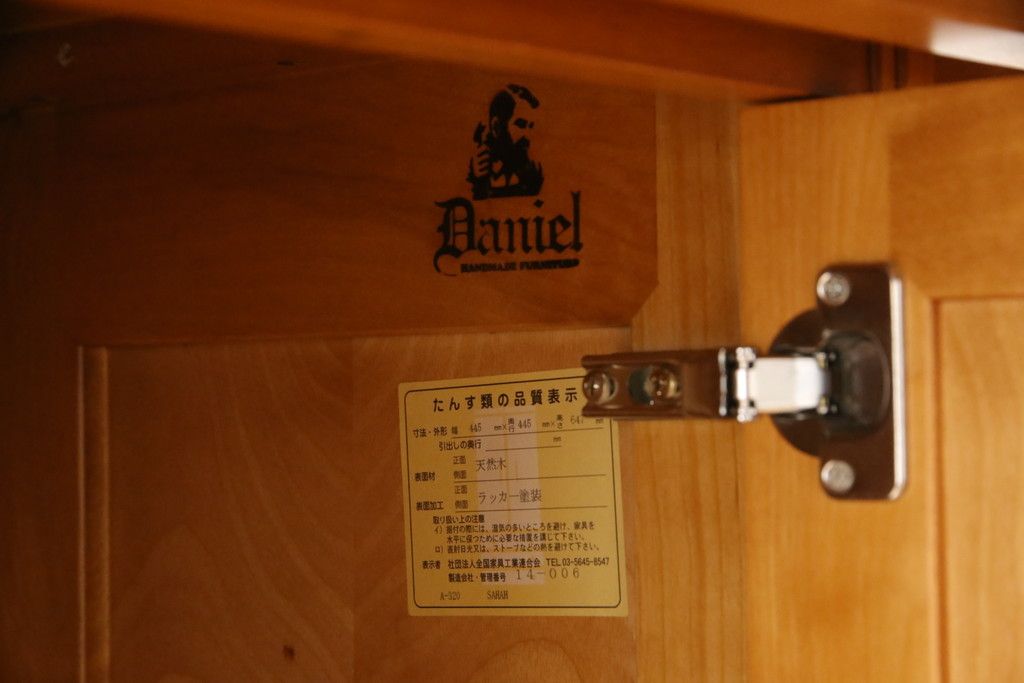 Daniel
HANDMADE FURNITURE
たんす類の品質表示
寸法・外形 幅 445 mm×奥行 445 mm×高さ 647 mm
引出しの奥行 mm
表面材 正面 天然木
側面
表面加工 正面 ラッカー塗装
側面
取り扱い上の注意
イ) 据付の際には、湿気の多いところを避け、家具を
水平に保つために必要な措置を講じて下さい。
ロ) 直射日光又は、ストーブなどの熱を避けて下さい。
表示者 社団法人全国家具工業連合会 TEL 03-5645-8547
製造会社・管理番号 14-006
A-320 SAHAH